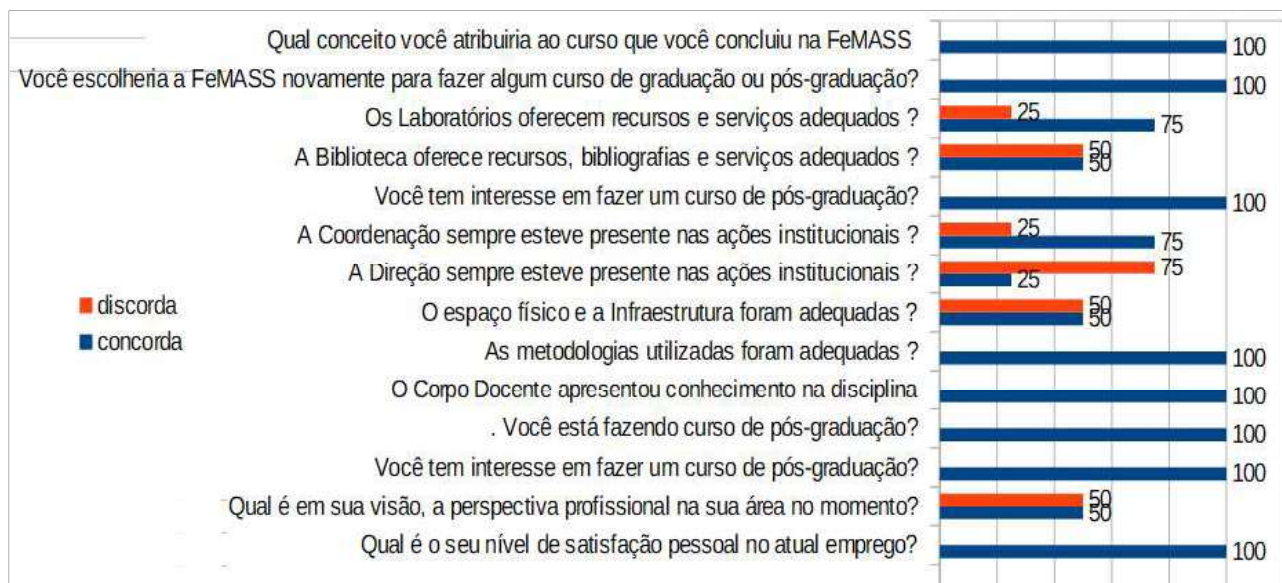 Qual conceito você atribuiria ao curso que você concluiu na FeMASS
100
Você escolheria a FeMASS novamente para fazer algum curso de graduação ou pós-graduação?
100
Os Laboratórios oferecem recursos e serviços adequados ?
25
75
A Biblioteca oferece recursos, bibliografias e serviços adequados ?
50
50
Você tem interesse em fazer um curso de pós-graduação?
100
A Coordenação sempre esteve presente nas ações institucionais ?
25
75
A Direção sempre esteve presente nas ações institucionais ?
75
25
O espaço físico e a Infraestrutura foram adequadas ?
50
50
As metodologias utilizadas foram adequadas ?
100
O Corpo Docente apresentou conhecimento na disciplina
100
. Você está fazendo curso de pós-graduação?
100
Você tem interesse em fazer um curso de pós-graduação?
100
Qual é em sua visão, a perspectiva profissional na sua área no momento?
50
50
Qual é o seu nível de satisfação pessoal no atual emprego?
100
discorda
concorda